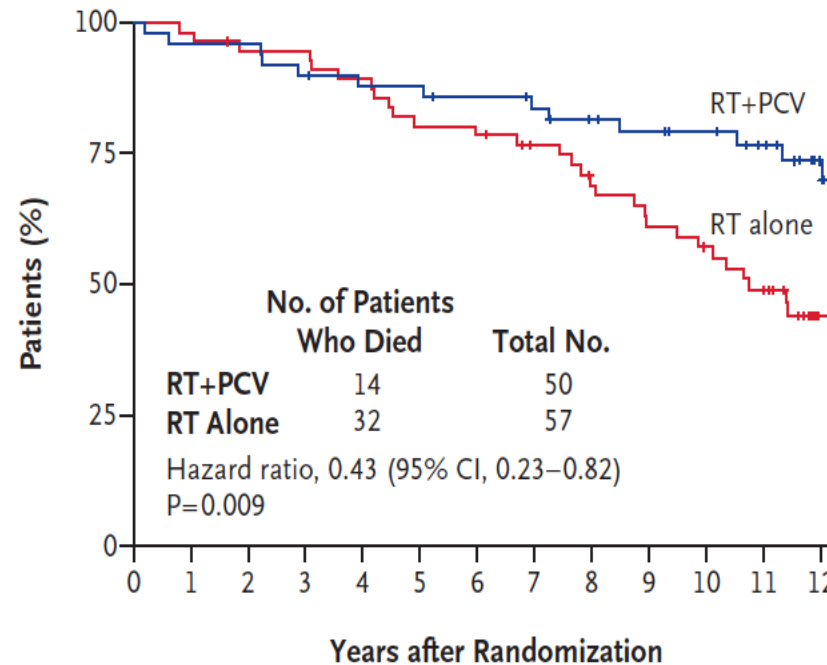 100
75
50
25
0
Patients (%)
RT+PCV
RT alone
No. of Patients
Who Died Total No.
RT+PCV 14 50
RT Alone 32 57
Hazard ratio, 0.43 (95% CI, 0.23–0.82)
P=0.009
0 1 2 3 4 5 6 7 8 9 10 11 12
Years after Randomization